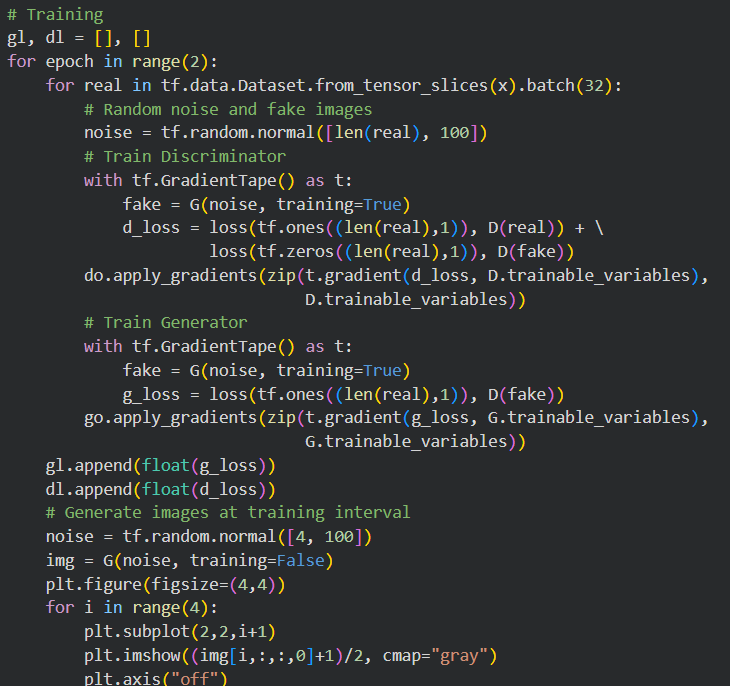 # Training
gl, dl = [], []
for epoch in range(2):
    for real in tf.data.Dataset.from_tensor_slices(x).batch(32):
        # Random noise and fake images
        noise = tf.random.normal([len(real), 100])
        # Train Discriminator
        with tf.GradientTape() as t:
            fake = G(noise, training=True)
            d_loss = loss(tf.ones((len(real),1)), D(real)) + \
                     loss(tf.zeros((len(real),1)), D(fake))
        do.apply_gradients(zip(t.gradient(d_loss, D.trainable_variables),
                               D.trainable_variables))
        # Train Generator
        with tf.GradientTape() as t:
            fake = G(noise, training=True)
            g_loss = loss(tf.ones((len(real),1)), D(fake))
        go.apply_gradients(zip(t.gradient(g_loss, G.trainable_variables),
                               G.trainable_variables))
    gl.append(float(g_loss))
    dl.append(float(d_loss))
    # Generate images at training interval
    noise = tf.random.normal([4, 100])
    img = G(noise, training=False)
    plt.figure(figsize=(4,4))
    for i in range(4):
        plt.subplot(2,2,i+1)
        plt.imshow((img[i,:,:,0]+1)/2, cmap="gray")
        plt.axis("off")